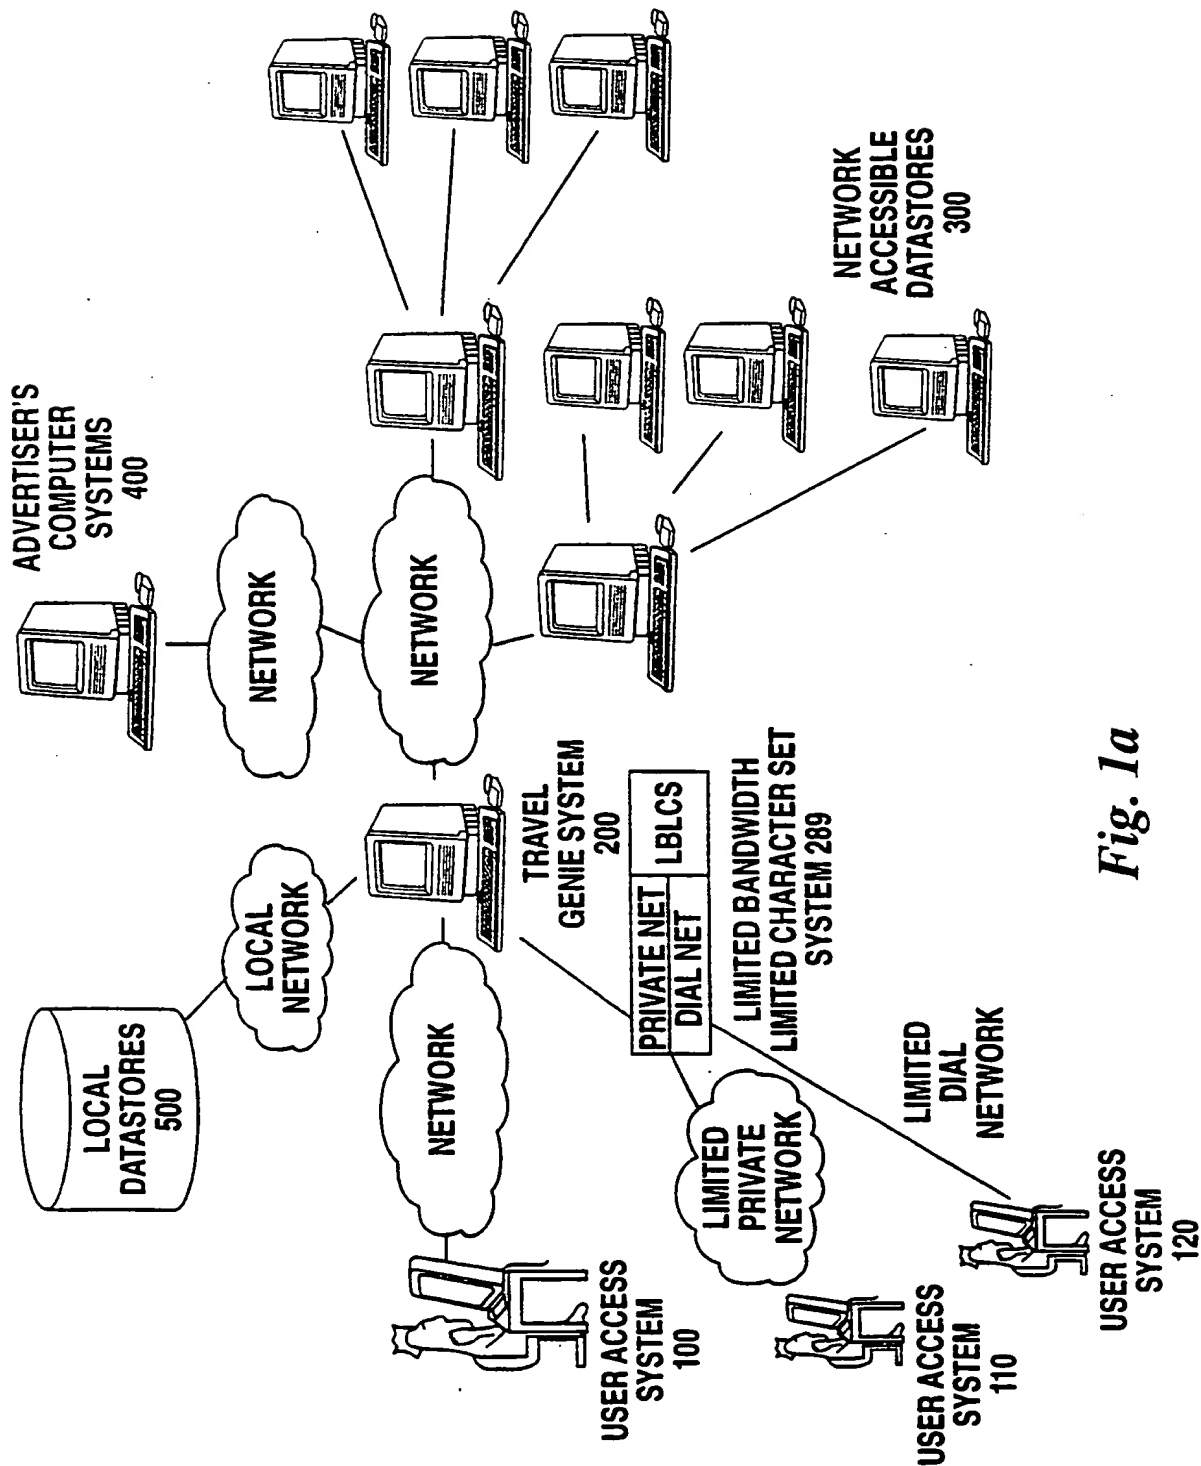 LOCAL
DATASTORES
500
ADVERTISER'S
COMPUTER
SYSTEMS
400
LOCAL
NETWORK
NETWORK
NETWORK
NETWORK
TRAVEL
GENIE SYSTEM
200
NETWORK
ACCESSIBLE
DATASTORES
300
USER ACCESS
SYSTEM
100
PRIVATE NET
DIAL NET
LBLCS
LIMITED
PRIVATE
NETWORK
LIMITED BANDWIDTH
LIMITED CHARACTER SET
SYSTEM 289
USER ACCESS
SYSTEM
110
LIMITED
DIAL
NETWORK
USER ACCESS
SYSTEM
120
Fig. 1a